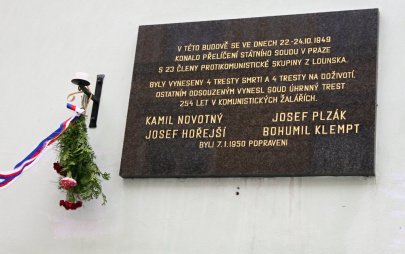 V TÉTO BUDOVĚ SE VE DNECH 22.-24.10.1949
KONALO PŘELÍČENÍ STÁTNÍHO SOUDU V PRAZE
S 23 ČLENY PROTIKOMUNISTICKÉ SKUPINY Z LOUNSKA.
BYLY VYNESENY 4 TRESTY SMRTI A 4 TRESTY NA DOŽIVOTÍ.
OSTATNÍM ODSOUZENÝM VYNESL SOUD ÚHRNNÝ TREST
254 LET V KOMUNISTICKÝCH ŽALÁŘÍCH.
KAMIL NOVOTNÝ JOSEF PLZÁK
JOSEF HOŘEJŠÍ BOHUMIL KLEMPT
BYLI 7.1.1950 POPRAVENI